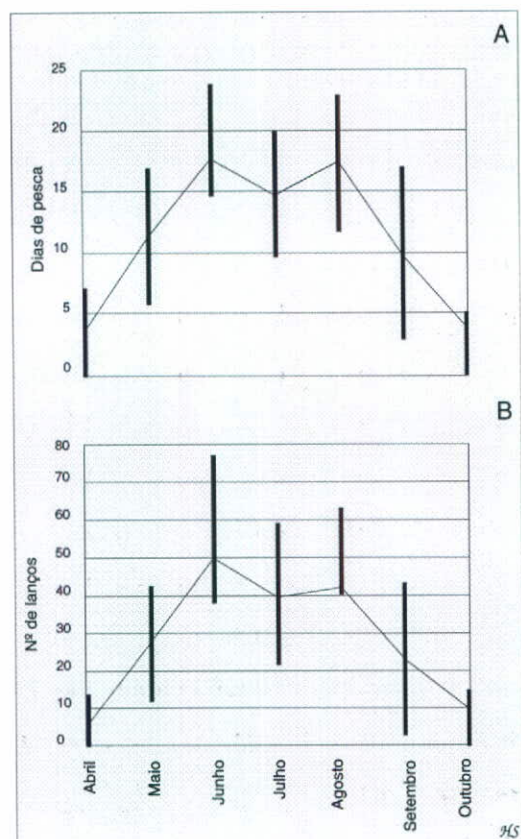 A
25
20
15
10
5
0
Dias de pesca
B
80
70
60
50
40
30
20
10
0
Nº de lanços
Abril
Maio
Junho
Julho
Agosto
Setembro
Outubro
HS